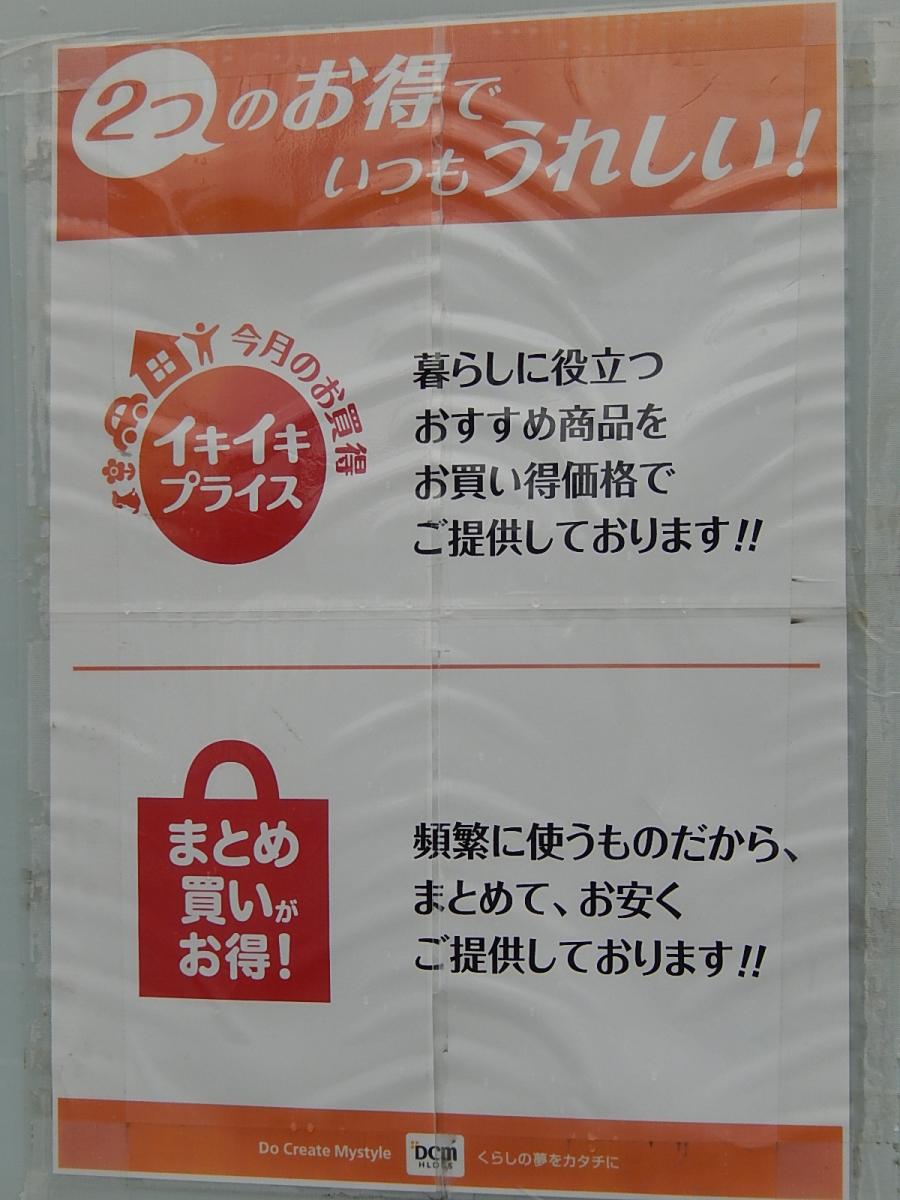 2つのお得で
いつもうれしい!
今月のお買得
イキイキ
プライス
暮らしに役立つ
おすすめ商品を
お買い得価格で
ご提供しております!!
まとめ
買いが
お得!
頻繁に使うものだから、
まとめて、お安く
ご提供しております!!
Do Create Mystyle
DCM
HLDGS
くらしの夢をカタチに